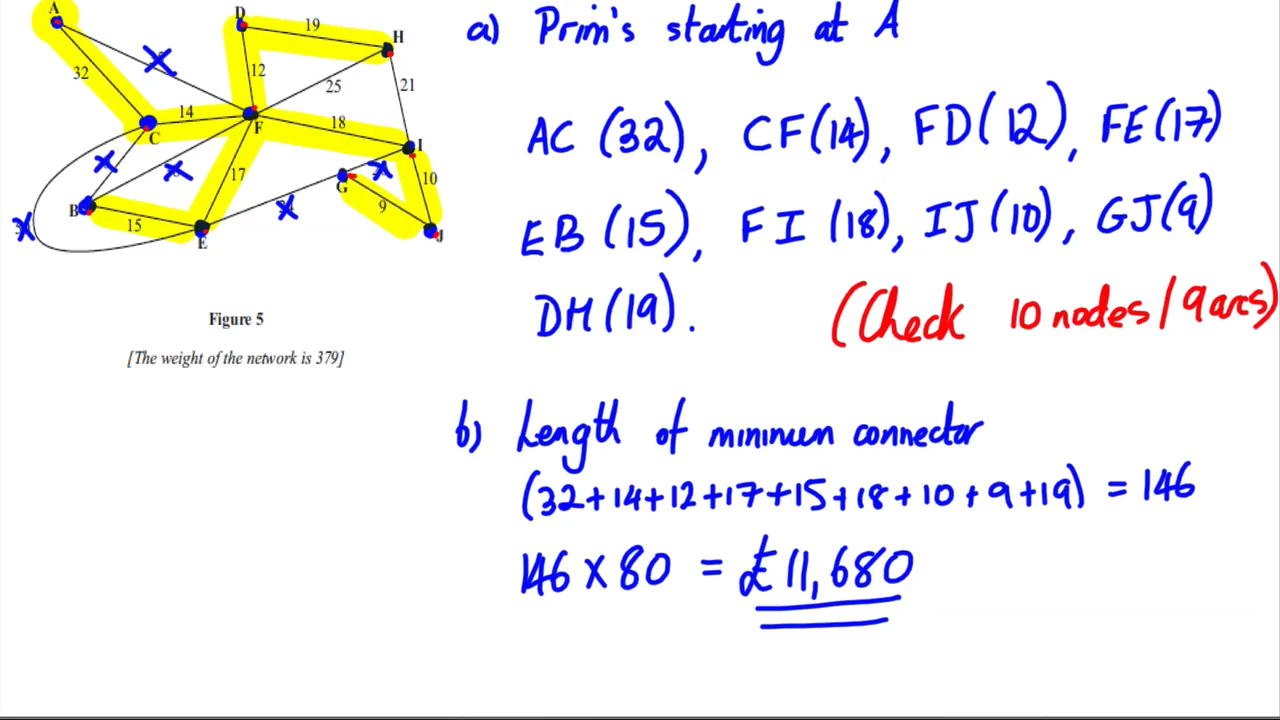 A
D
19
H
32
12
25
21
14
F
18
C
I
17
G
10
B
15
9
E
J
Figure 5
[The weight of the network is 379]
a) Prim's starting at A
AC (32), CF(14), FD(12), FE(17)
EB (15), FI (18), IJ(10), GJ(9)
DH(19). (Check 10 nodes/9 arcs)
b) Length of minimum connector
(32+14+12+17+15+18+10+9+19) = 146
146 × 80 = £11,680